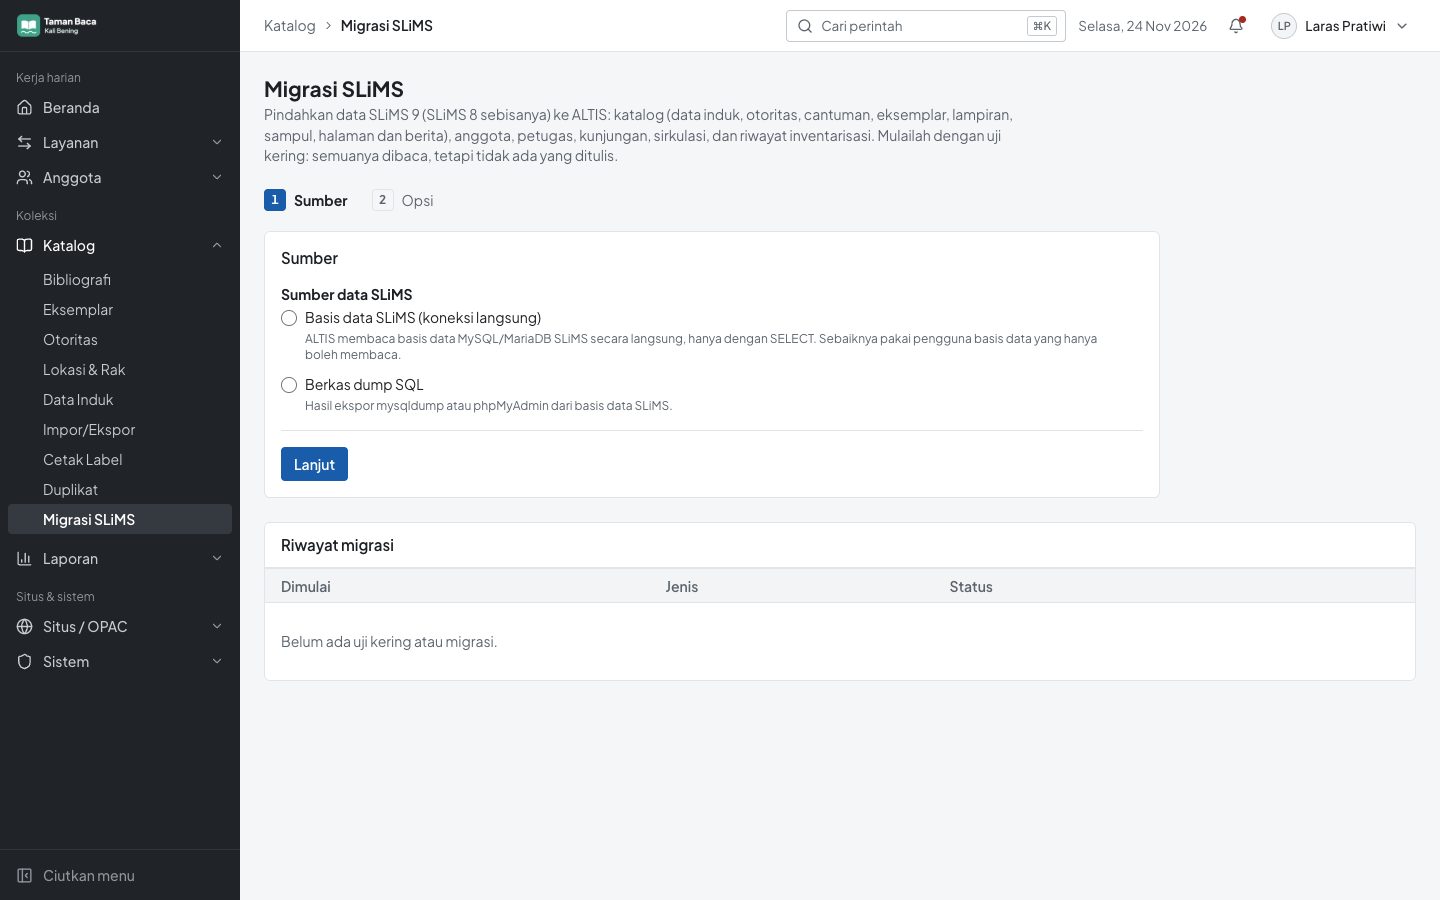 Taman Baca
Kali Bening
Kerja harian
Beranda
Layanan
Anggota
Koleksi
Katalog
Bibliografi
Eksemplar
Otoritas
Lokasi & Rak
Data Induk
Impor/Ekspor
Cetak Label
Duplikat
Migrasi SLiMS
Laporan
Situs & sistem
Situs / OPAC
Sistem
Ciutkan menu
Katalog > Migrasi SLiMS
Cari perintah ⌘K
Selasa, 24 Nov 2026
LP Laras Pratiwi
Migrasi SLiMS
Pindahkan data SLiMS 9 (SLiMS 8 sebisanya) ke ALTIS: katalog (data induk, otoritas, cantuman, eksemplar, lampiran,
sampul, halaman dan berita), anggota, petugas, kunjungan, sirkulasi, dan riwayat inventarisasi. Mulailah dengan uji
kering: semuanya dibaca, tetapi tidak ada yang ditulis.
1 Sumber 2 Opsi
Sumber
Sumber data SLiMS
Basis data SLiMS (koneksi langsung)
ALTIS membaca basis data MySQL/MariaDB SLiMS secara langsung, hanya dengan SELECT. Sebaiknya pakai pengguna basis data yang hanya
boleh membaca.
Berkas dump SQL
Hasil ekspor mysqldump atau phpMyAdmin dari basis data SLiMS.
Lanjut
Riwayat migrasi
Dimulai Jenis Status
Belum ada uji kering atau migrasi.